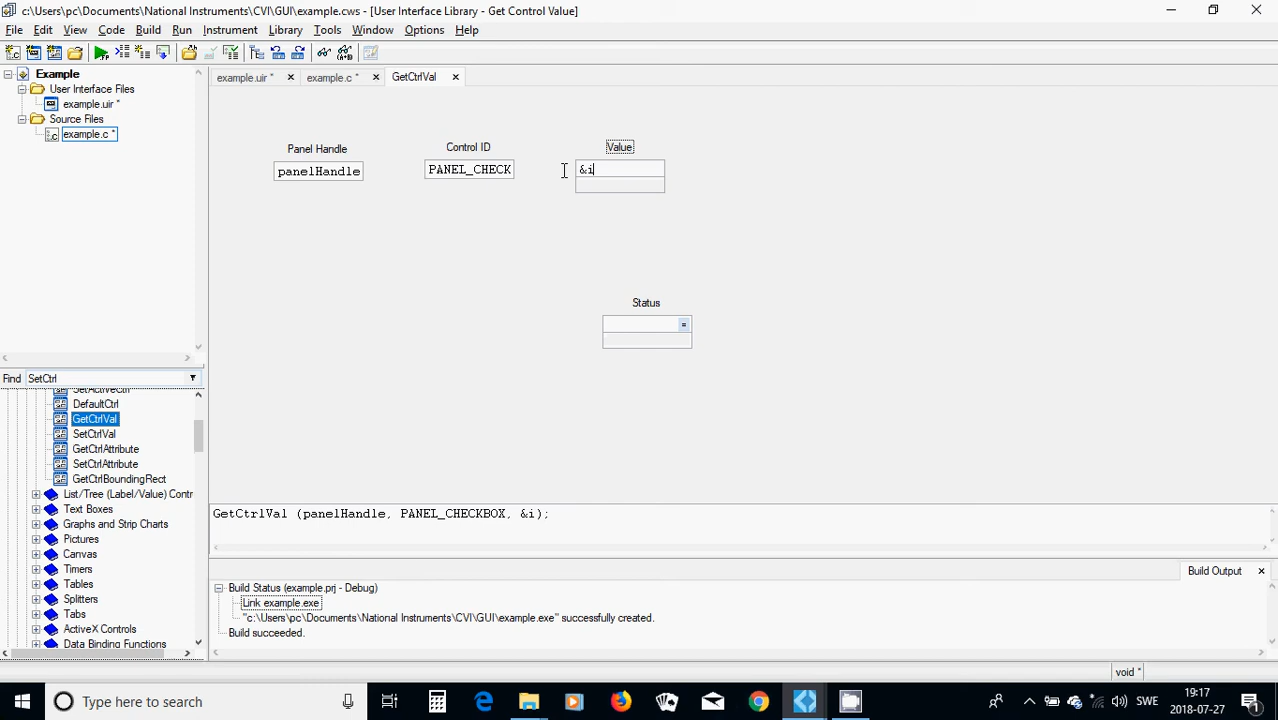 c:\Users\pc\Documents\National Instruments\CVI\GUI\example.cws - [User Interface Library - Get Control Value]
File Edit View Code Build Run Instrument Library Tools Window Options Help
Example
User Interface Files
example.uir *
Source Files
example.c *
example.uir * example.c * GetCtrlVal
Panel Handle Control ID Value
panelHandle PANEL_CHECK &i
Status
Find SetCtrl
SetActiveCtrl
DefaultCtrl
GetCtrlVal
SetCtrlVal
GetCtrlAttribute
SetCtrlAttribute
GetCtrlBoundingRect
List/Tree (Label/Value) Contr
Text Boxes
Graphs and Strip Charts
Pictures
Canvas
Timers
Tables
Splitters
Tabs
ActiveX Controls
Data Binding Functions
GetCtrlVal (panelHandle, PANEL_CHECKBOX, &i);
Build Output
Build Status (example.prj - Debug)
Link example.exe
"c:\Users\pc\Documents\National Instruments\CVI\GUI\example.exe" successfully created.
Build succeeded.
void *
Type here to search
SWE
19:17
2018-07-27
1